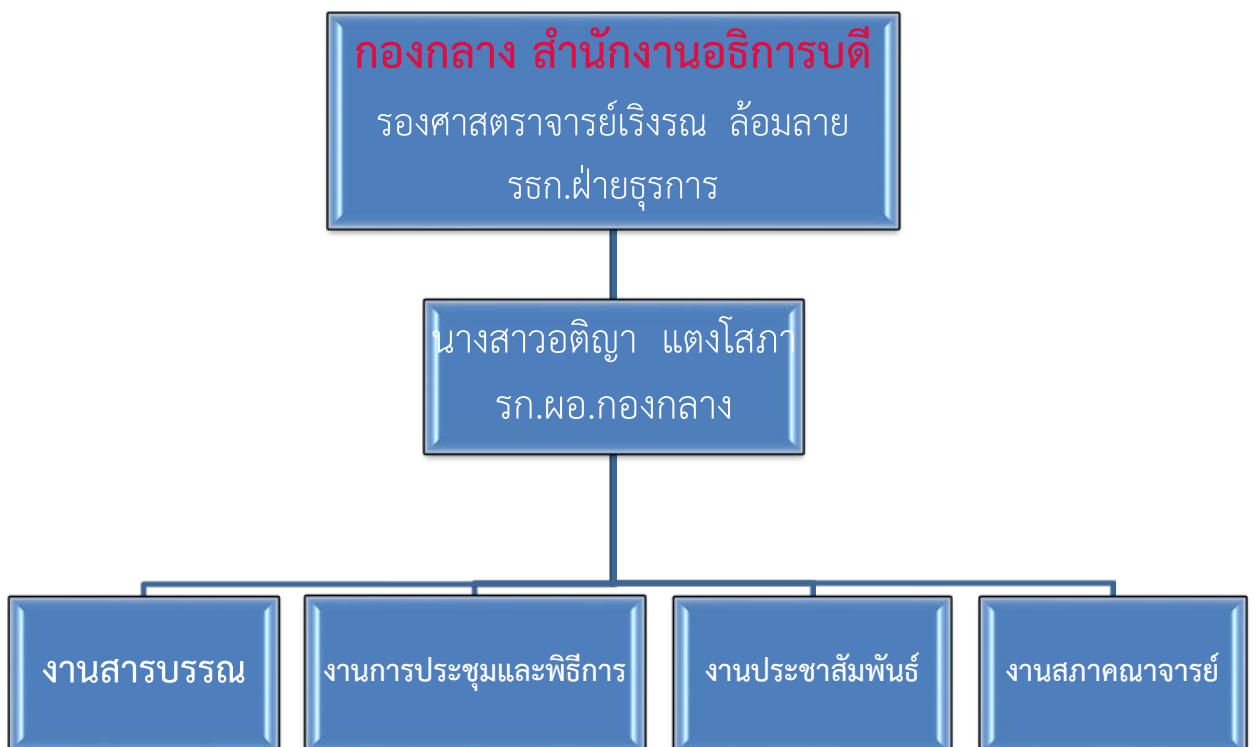 กองกลาง สำนักงานอธิการบดี
รองศาสตราจารย์เริงรณ ล้อมลาย
รธก.ฝ่ายธุรการ
นางสาวอติญา แตงโสภา
รก.ผอ.กองกลาง
งานสารบรรณ
งานการประชุมและพิธีการ
งานประชาสัมพันธ์
งานสภาคณาจารย์